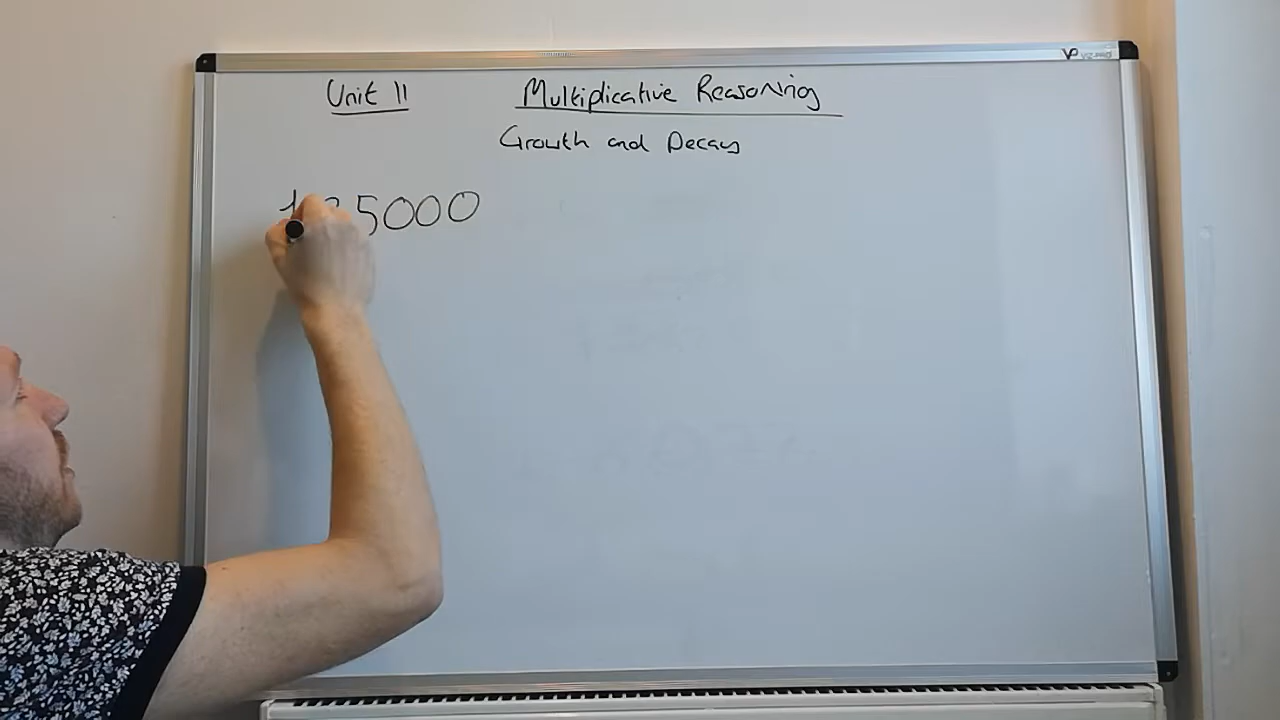 Unit 11
Multiplicative Reasoning
Growth and Decay
5000